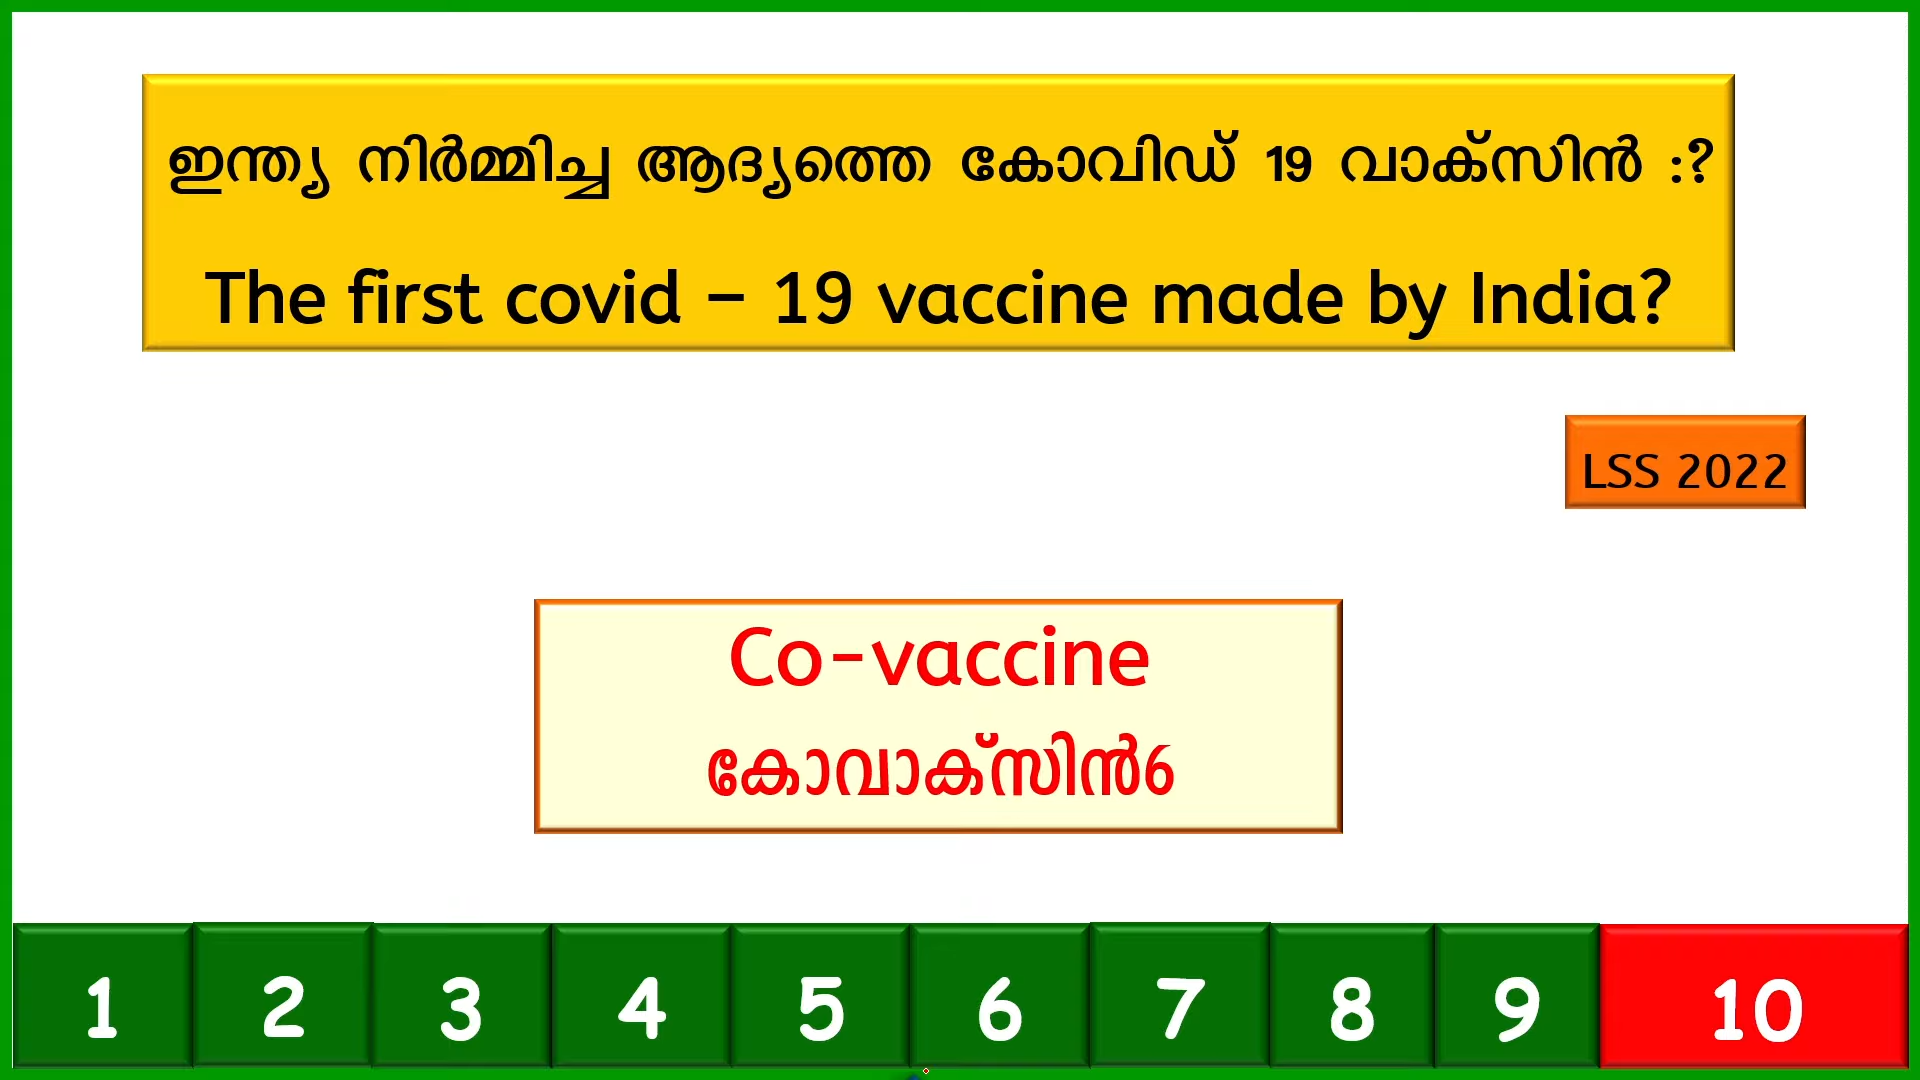 ഇന്ത്യ നിർമ്മിച്ച ആദ്യത്തെ കോവിഡ് 19 വാക്സിൻ :?
The first covid – 19 vaccine made by India?
LSS 2022
Co-vaccine
കോവാക്സിൻ6
1 2 3 4 5 6 7 8 9 10